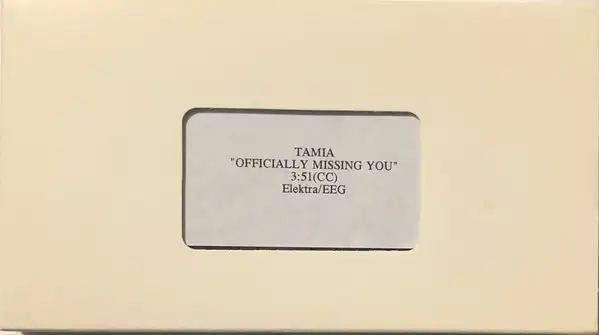 TAMIA
"OFFICIALLY MISSING YOU"
3:51(CC)
Elektra/EEG